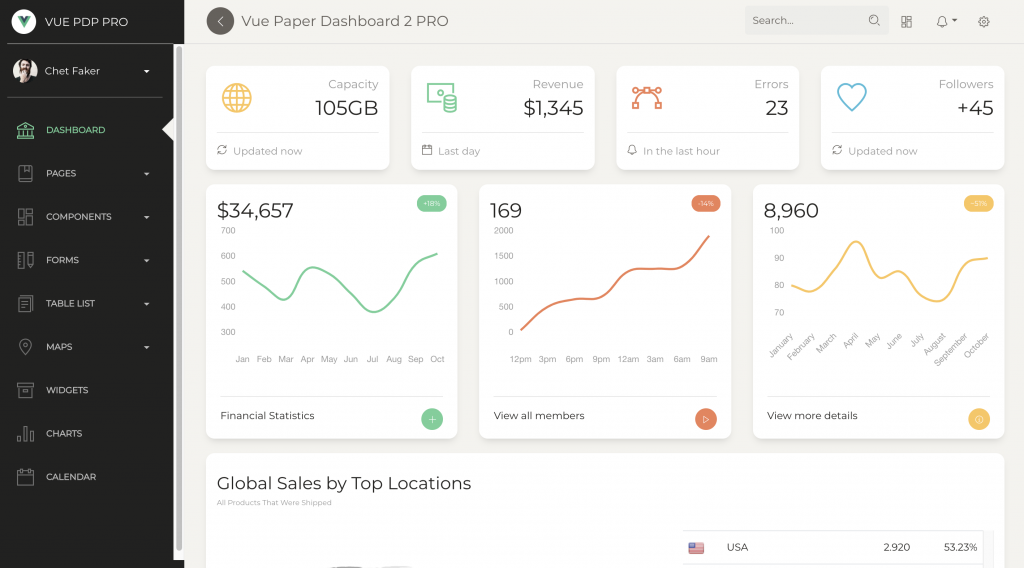 VUE PDP PRO
Vue Paper Dashboard 2 PRO
Search...
Chet Faker
DASHBOARD
PAGES
COMPONENTS
FORMS
TABLE LIST
MAPS
WIDGETS
CHARTS
CALENDAR
Capacity
105GB
Updated now
Revenue
$1,345
Last day
Errors
23
In the last hour
Followers
+45
Updated now
$34,657
+18%
700
600
500
400
300
Jan Feb Mar Apr May Jun Jul Aug Sep Oct
Financial Statistics
169
-14%
2000
1500
1000
500
0
12pm 3pm 6pm 9pm 12am 3am 6am 9am
View all members
8,960
~51%
100
90
80
70
January February March April May June July August September October
View more details
Global Sales by Top Locations
All Products That Were Shipped
USA 2.920 53.23%